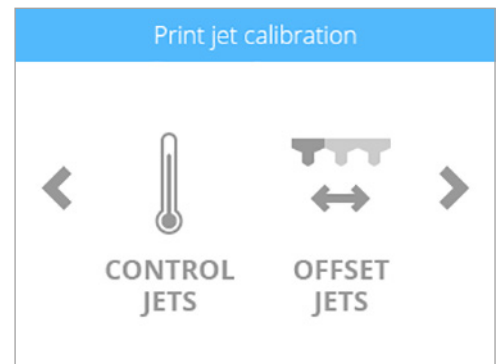 Print jet calibration
CONTROL
JETS
OFFSET
JETS